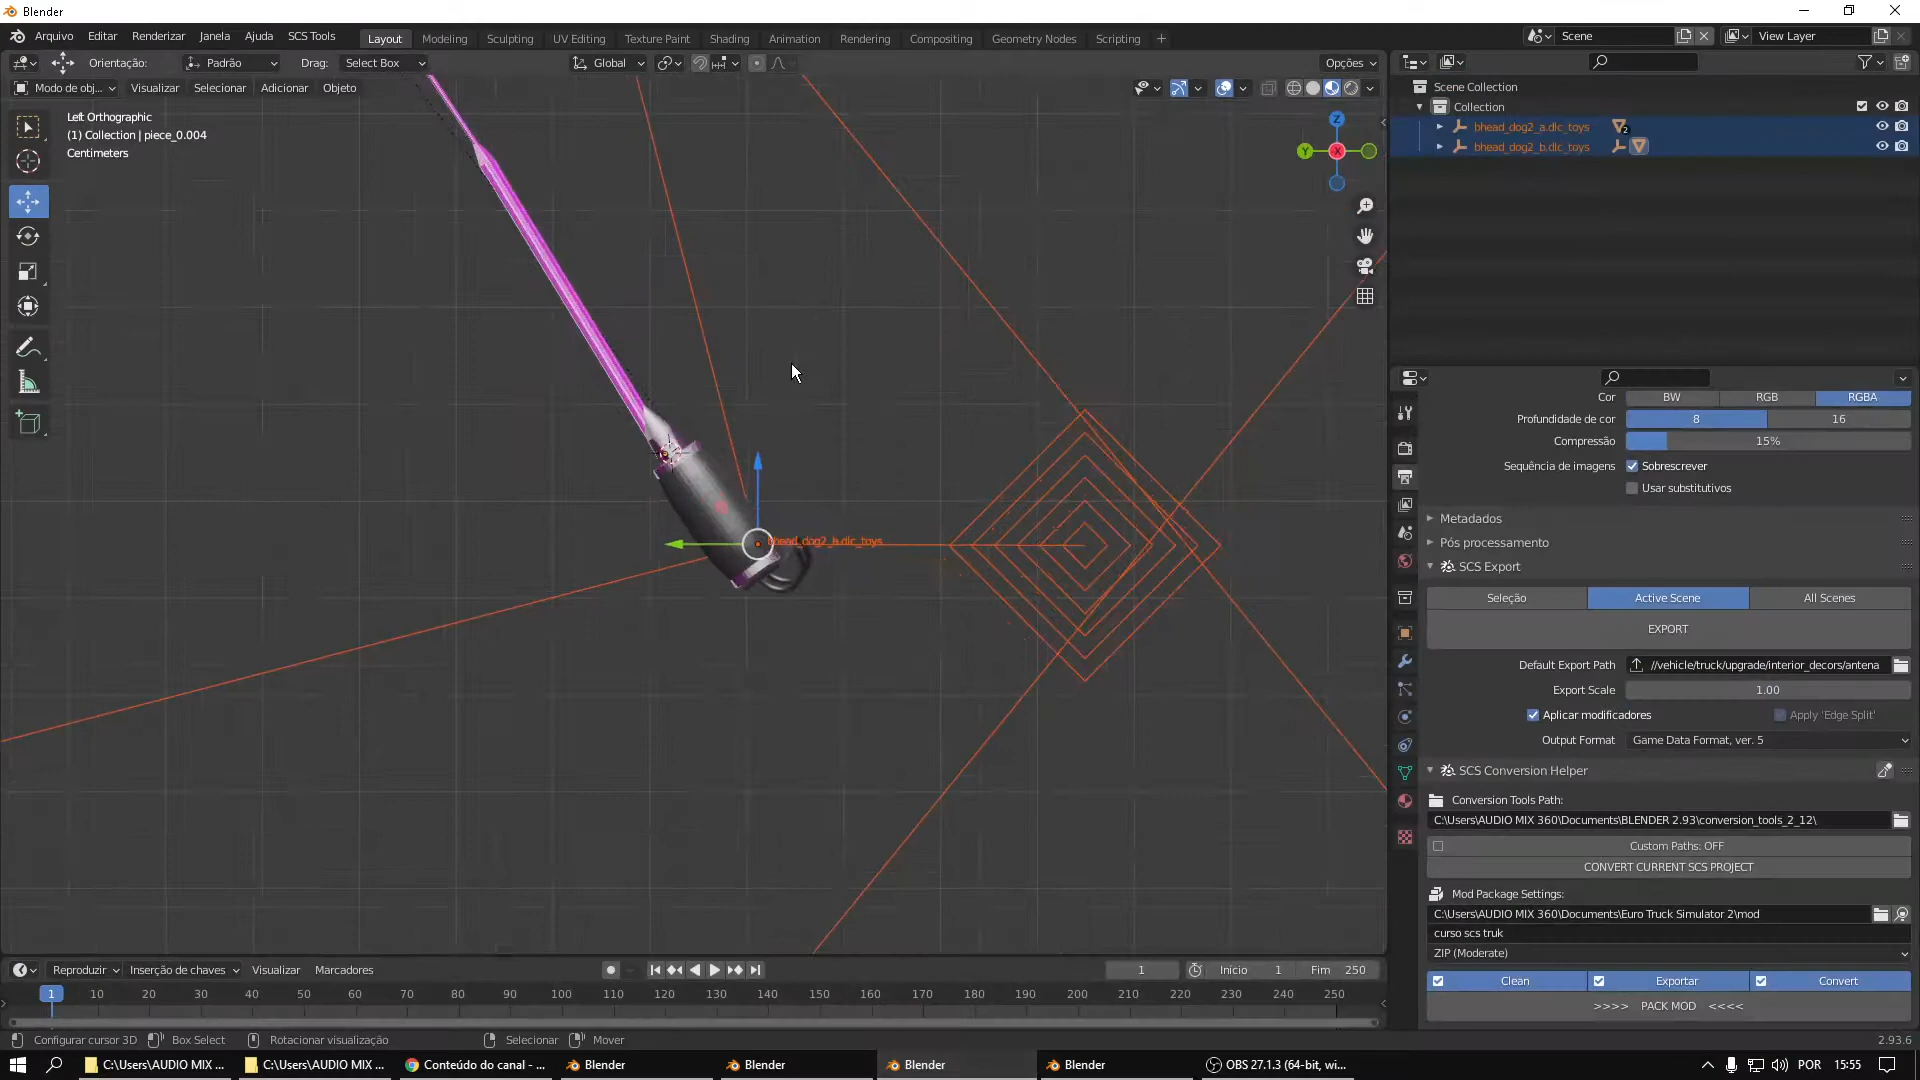 Blender
Arquivo Editar Renderizar Janela Ajuda SCS Tools Layout Modeling Sculpting UV Editing Texture Paint Shading Animation Rendering Compositing Geometry Nodes Scripting + Scene View Layer
Orientação: Padrão Drag: Select Box Global Opções
Modo de obj... Visualizar Selecionar Adicionar Objeto
Scene Collection
Collection
bhead_dog2_a.dlc_toys 2
bhead_dog2_b.dlc_toys
Left Orthographic
(1) Collection | piece_0.004
Centimeters
Z
Y
X
Cor BW RGB RGBA
Profundidade de cor 8 16
Compressão 15%
Sequência de imagens Sobrescrever
Usar substitutivos
Metadados
Pós processamento
SCS Export
Seleção Active Scene All Scenes
EXPORT
Default Export Path //vehicle/truck/upgrade/interior_decors/antena
Export Scale 1.00
Aplicar modificadores Apply 'Edge Split'
Output Format Game Data Format, ver. 5
SCS Conversion Helper
Conversion Tools Path:
C:\Users\AUDIO MIX 360\Documents\BLENDER 2.93\conversion_tools_2_12\
Custom Paths: OFF
CONVERT CURRENT SCS PROJECT
Mod Package Settings:
C:\Users\AUDIO MIX 360\Documents\Euro Truck Simulator 2\mod
curso scs truk
ZIP (Moderate)
Clean Exportar Convert
>>>> PACK MOD <<<<
Reproduzir Inserção de chaves Visualizar Marcadores 1 Início 1 Fim 250
1 10 20 30 40 50 60 70 80 90 100 110 120 130 140 150 160 170 180 190 200 210 220 230 240 250
Configurar cursor 3D Box Select Rotacionar visualização Selecionar Mover 2.93.6
C:\Users\AUDIO MIX ... C:\Users\AUDIO MIX ... Conteúdo do canal - ... Blender Blender Blender Blender OBS 27.1.3 (64-bit, wi... POR 15:55